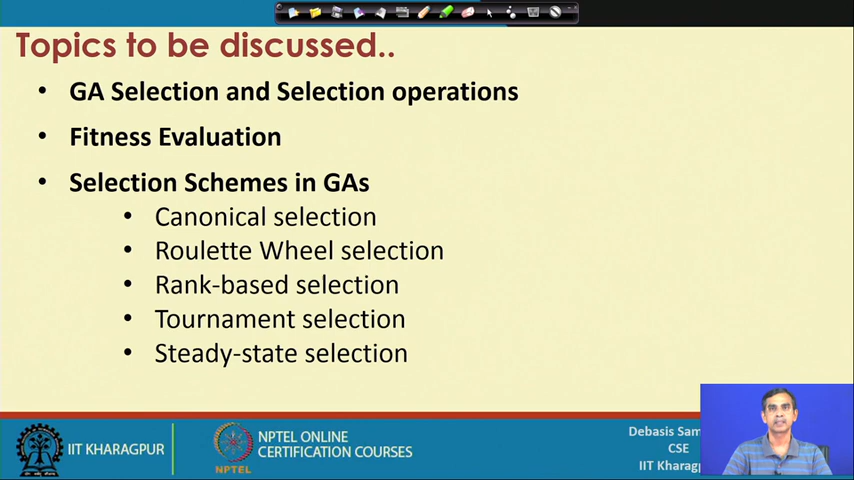 Topics to be discussed..
• GA Selection and Selection operations
• Fitness Evaluation
• Selection Schemes in GAs
• Canonical selection
• Roulette Wheel selection
• Rank-based selection
• Tournament selection
• Steady-state selection
IIT KHARAGPUR
NPTEL
NPTEL ONLINE
CERTIFICATION COURSES
Debasis Sam
CSE
IIT Kharagp